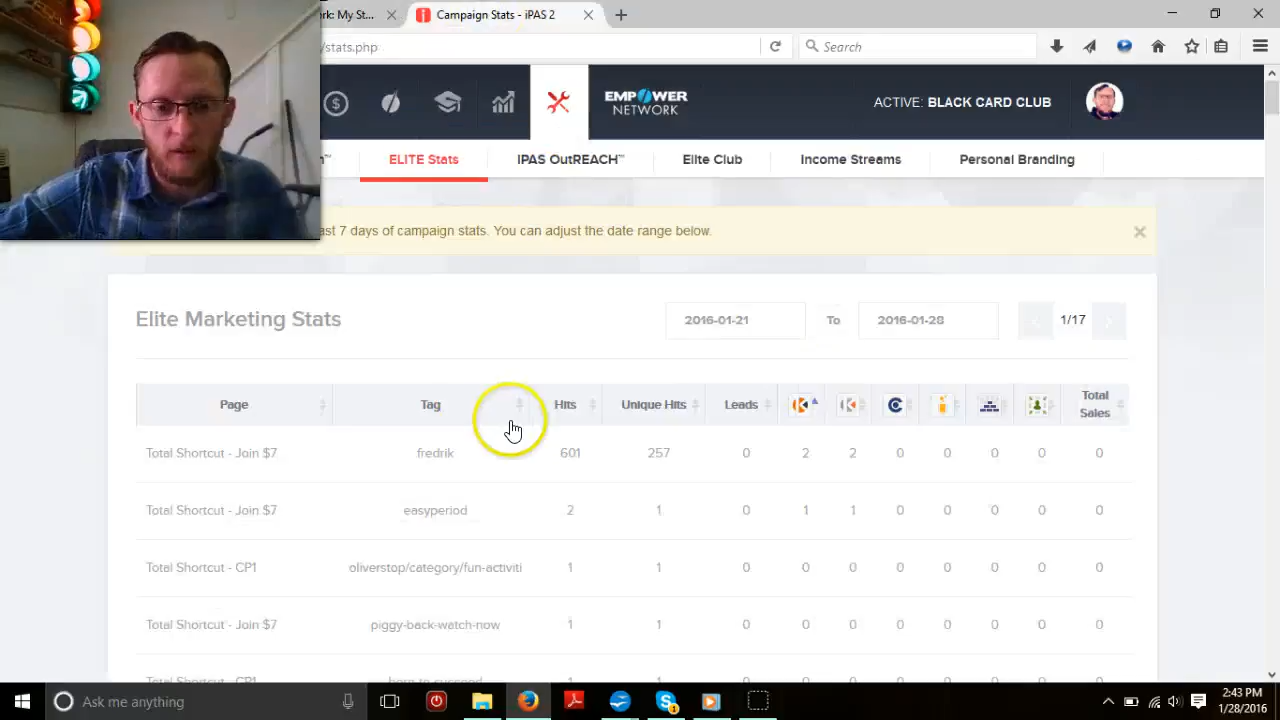 rk: My St...
Campaign Stats - iPAS 2
/stats.php
Search
EMPOWER
NETWORK
ACTIVE: BLACK CARD CLUB
ELITE Stats
IPAS OutREACH™
Elite Club
Income Streams
Personal Branding
ast 7 days of campaign stats. You can adjust the date range below.
Elite Marketing Stats
2016-01-21
To
2016-01-28
1/17
Page
Tag
Hits
Unique Hits
Leads
Total
Sales
Total Shortcut - Join $7 fredrik 601 257 0 2 2 0 0 0 0 0
Total Shortcut - Join $7 easyperiod 2 1 0 1 1 0 0 0 0 0
Total Shortcut - CP1 oliverstop/category/fun-activiti 1 1 0 0 0 0 0 0 0 0
Total Shortcut - Join $7 piggy-back-watch-now 1 1 0 0 0 0 0 0 0 0
Ask me anything
2:43 PM
1/28/2016